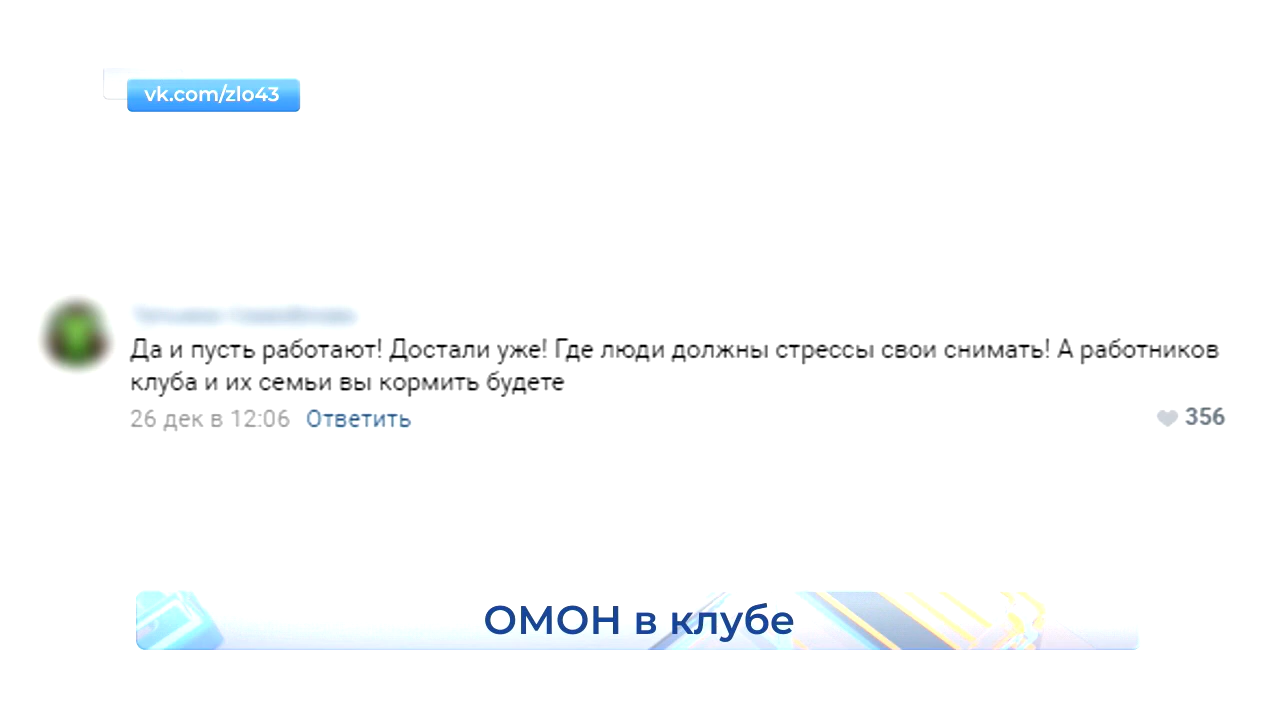 vk.com/zlo43
Да и пусть работают! Достали уже! Где люди должны стрессы свои снимать! А работников
клуба и их семьи вы кормить будете
26 дек в 12:06 Ответить
356
ОМОН в клубе